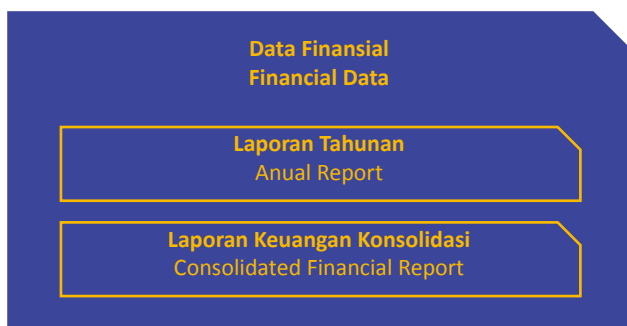 Data Finansial
Financial Data
Laporan Tahunan
Anual Report
Laporan Keuangan Konsolidasi
Consolidated Financial Report